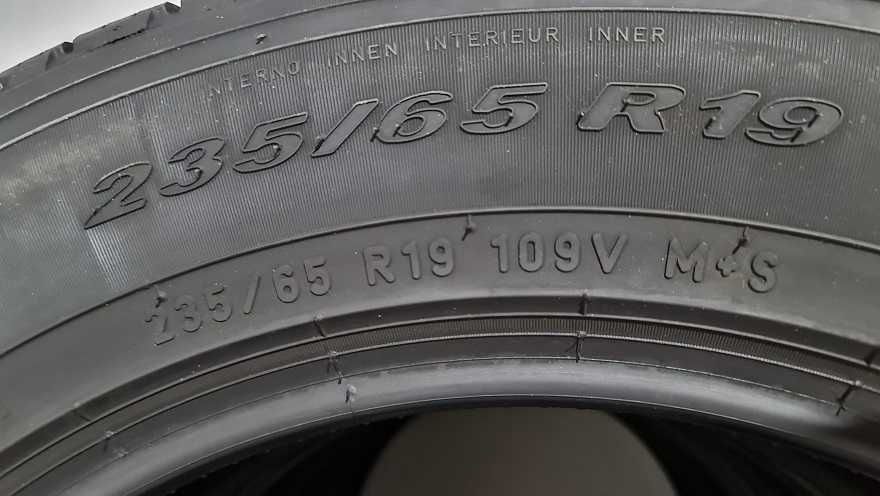 INTERNO INNEN INTERIEUR INNER
235/65 R19
235/65 R19 109V M+S